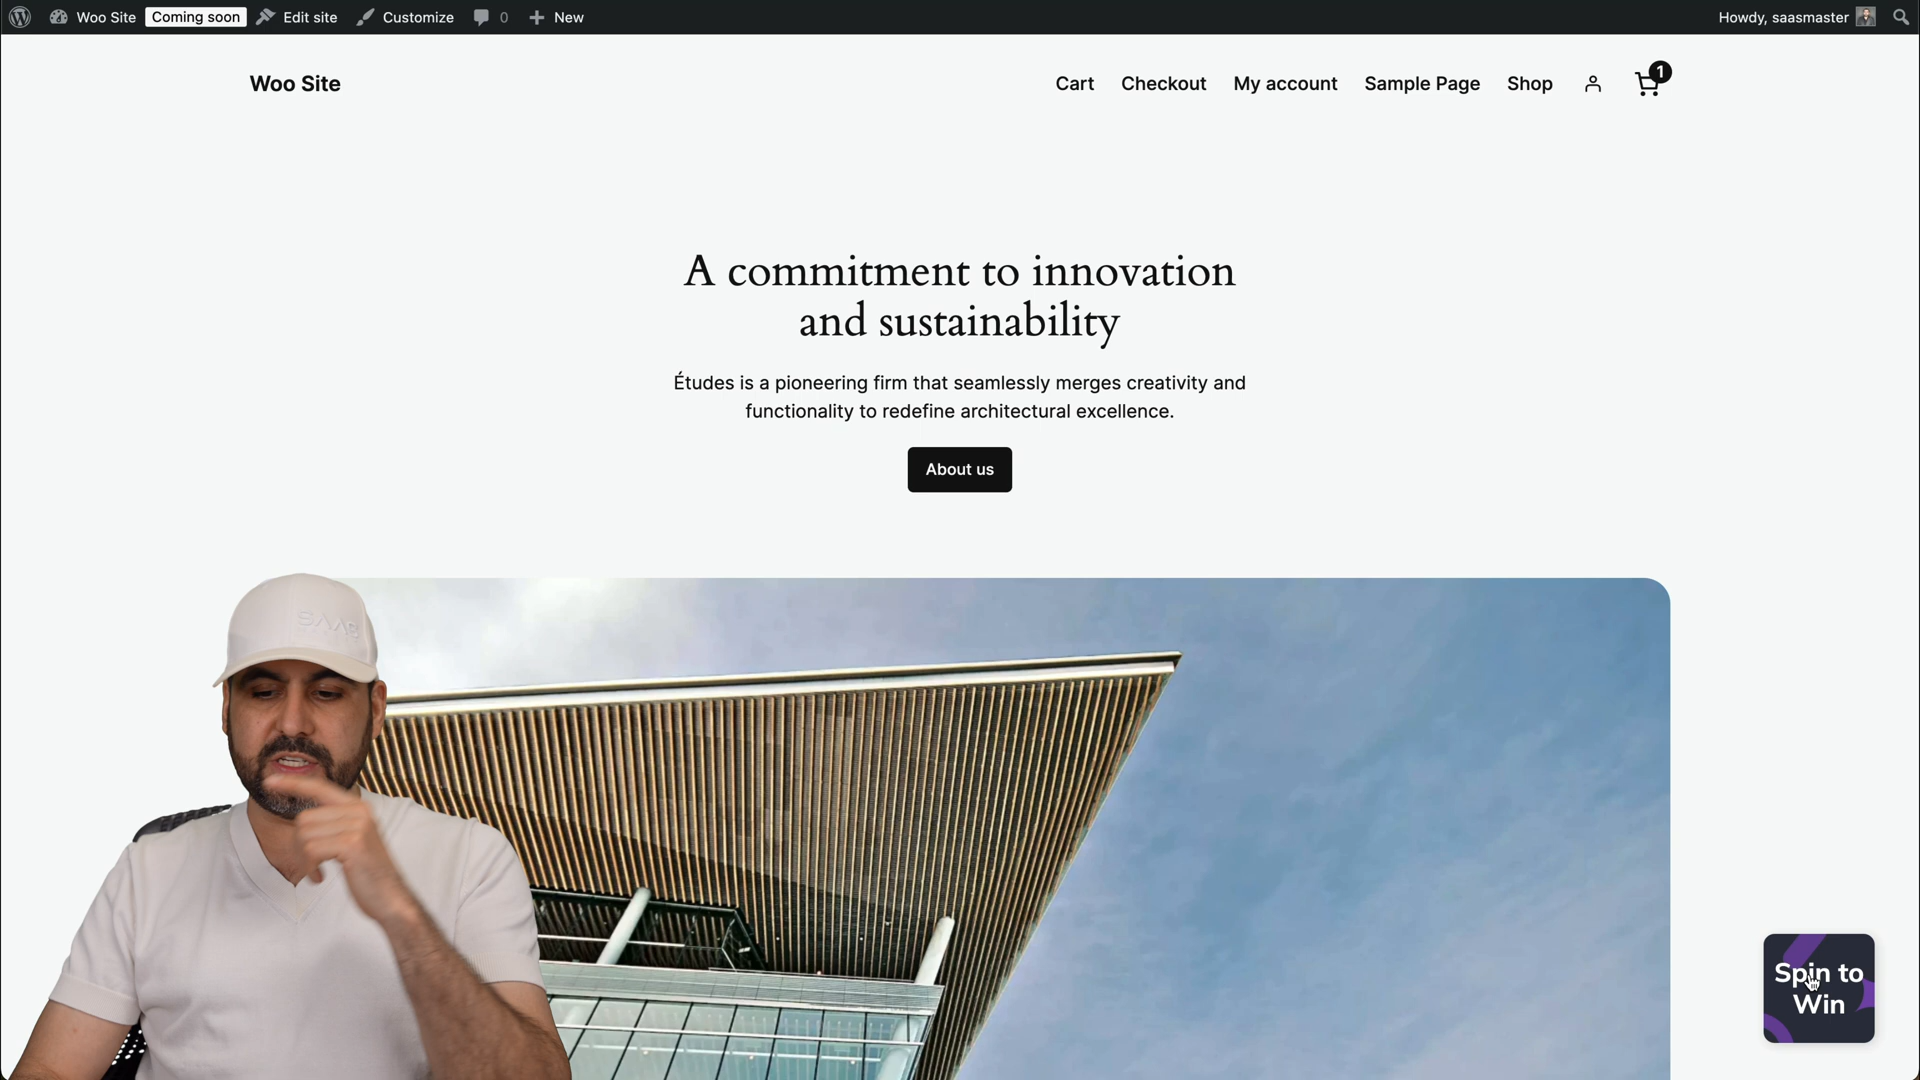 Woo Site
Coming soon
Edit site
Customize
0
New
Howdy, saasmaster
Woo Site
Cart
Checkout
My account
Sample Page
Shop
1
A commitment to innovation
and sustainability
Études is a pioneering firm that seamlessly merges creativity and
functionality to redefine architectural excellence.
About us
SAAS
Spin to
Win